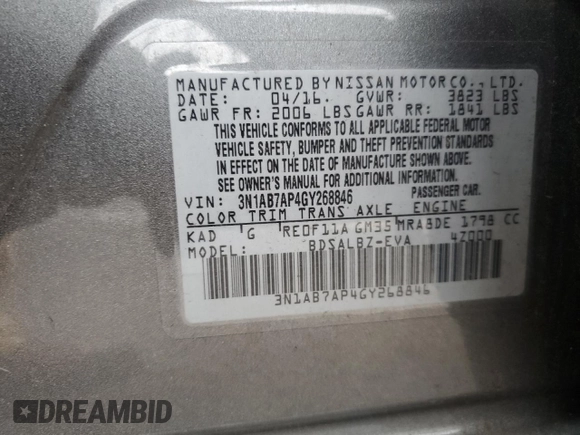 MANUFACTURED BY NISSAN MOTOR CO., LTD.
DATE: 04/16. GVWR: 3823 LBS
GAWR FR: 2006 LBS GAWR RR: 1841 LBS
THIS VEHICLE CONFORMS TO ALL APPLICABLE FEDERAL MOTOR
VEHICLE SAFETY, BUMPER AND THEFT PREVENTION STANDARDS
IN EFFECT ON THE DATE OF MANUFACTURE SHOWN ABOVE.
SEE OWNER'S MANUAL FOR ADDITIONAL INFORMATION.
VIN: 3N1AB7AP4GY268846 PASSENGER CAR.
COLOR TRIM TRANS AXLE ENGINE
KAD G RE0F11A GM35 MRA8DE 1798 CC
MODEL: BDSALBZ-EVA 4Z000
3N1AB7AP4GY268846
DREAMBID